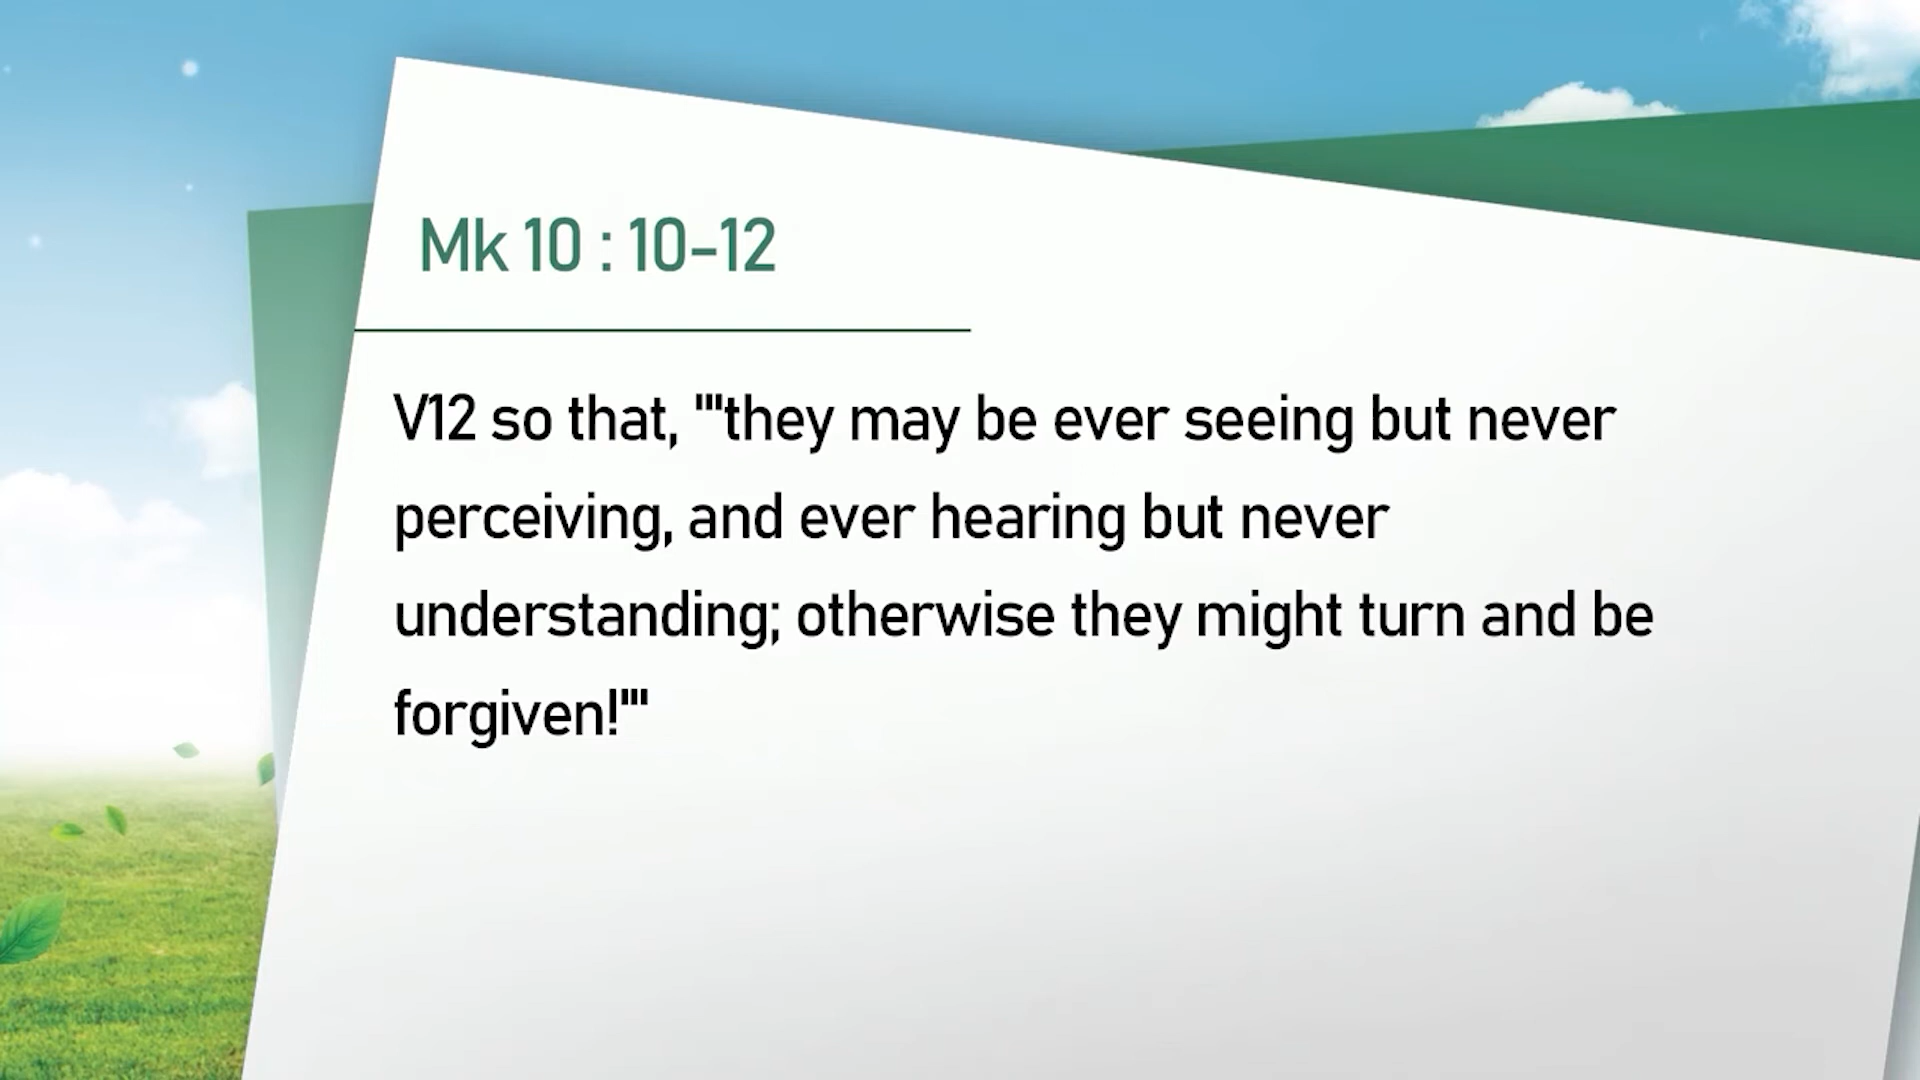 Mk 10 : 10-12
V12 so that, "'they may be ever seeing but never
perceiving, and ever hearing but never
understanding; otherwise they might turn and be
forgiven!'"